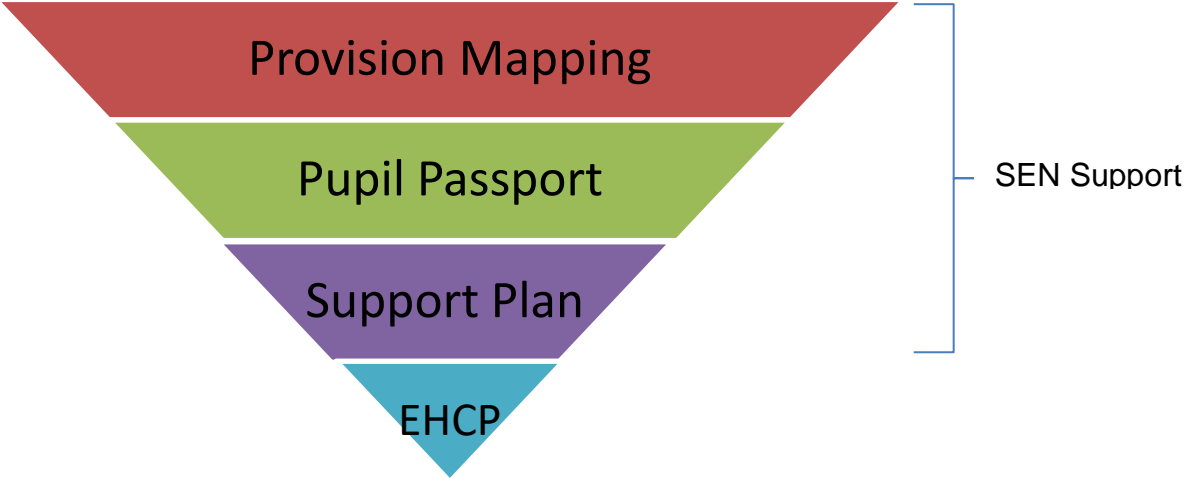 Provision Mapping
Pupil Passport
SEN Support
Support Plan
EHCP